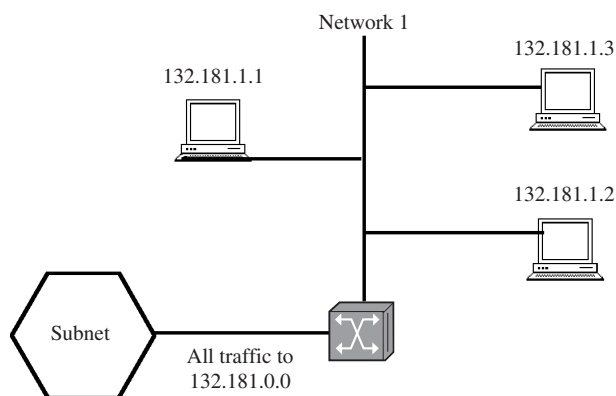 Network 1
132.181.1.3
132.181.1.1
132.181.1.2
Subnet
All traffic to
132.181.0.0